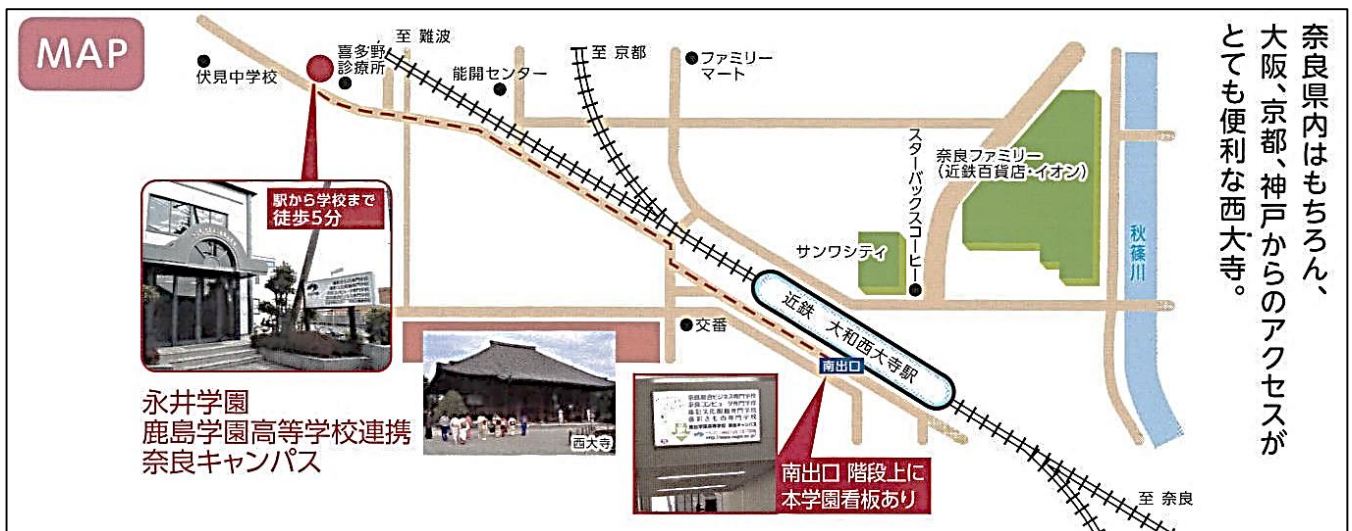 MAP
奈良県内はもちろん、
大阪、京都、神戸からのアクセスが
とても便利な西大寺。
伏見中学校
喜多野
診療所
至 難波
能開センター
至 京都
ファミリー
マート
スターバックスコーヒー
奈良ファミリー
(近鉄百貨店・イオン)
サンワシティ
秋篠川
駅から学校まで
徒歩5分
交番
近鉄 大和西大寺駅
南出口
西大寺
永井学園
鹿島学園高等学校連携
奈良キャンパス
南出口 階段上に
本学園看板あり
至 奈良